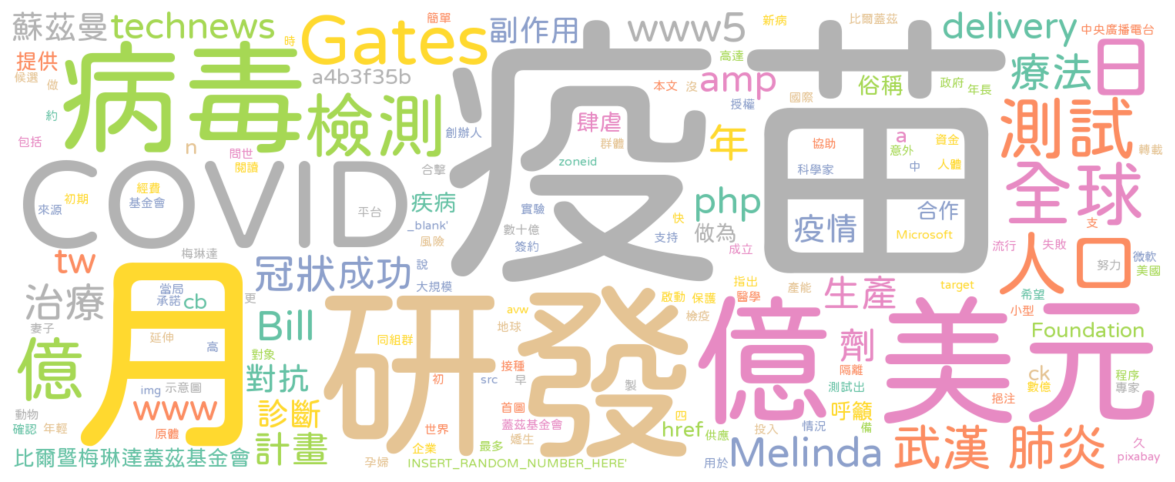 蘇茲曼 technews Gates 副作用 www5 新病 比爾蓋茲 delivery 中央廣播電台
簡單
時
提供 病毒 a4b3f35b 疫苗 高達 amp 俗稱 政府 年長 療法 日
候選 做
本文 沒
授權 國際
約 檢測 創辦人 肆虐 群體 年 a 意外 資金 測試
包括 n 問世 閱讀 合擊 zoneid 協助 科學家 中 人體 轉載
COVID 疾病 實驗 快 php 疫情 合作 全球
來源 初期 經費 基金會 平台 _blank' 數十億 簽約 支持 做為 Microsoft 支
風險 成立
tw 梅琳達 冠狀 成功 說 大規模 指出 醫學 生產 流行 失敗 人口 努力 微軟 美國
治療 月 當局 承諾 cb 更 avw 啟動 保護 產能 target 希望 小型
妻子 延伸 高 Bill 同組群 研發 地球 檢疫 億美元 劑 Foundation
億 對象 對抗 初 src 接種 早 製 隔離 測試出 ck 數億 程序 專家
img 示意圖 www 診斷 首圖 四 呼籲 挹注
動物 確認 年輕 原體 計畫 世界 蓋茲基金會 href 供應 投入 情況 備 武漢 肺炎 久
比爾暨梅琳達蓋茲基金會 孕婦 企業 最多 嬌生 INSERT_RANDOM_NUMBER_HERE' 用於 Melinda pixabay